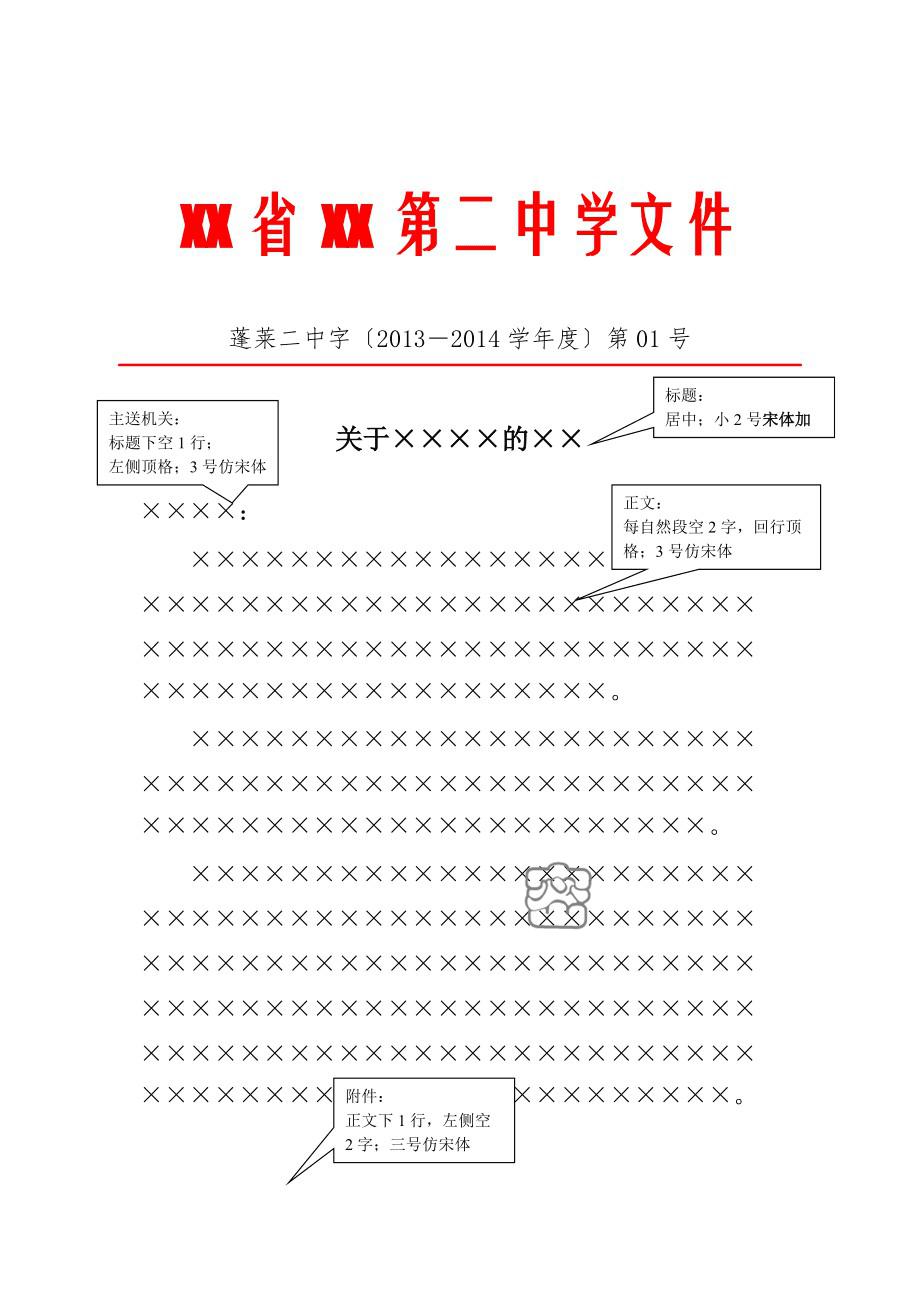 XX省XX第二中学文件
蓬莱二中字〔2013－2014学年度〕第01号
标题：
居中；小2号宋体加
主送机关：
标题下空1行；
左侧顶格；3号仿宋体
关于××××的××
××××：
正文：
每自然段空2字，回行顶
格；3号仿宋体
×××××××××××××××××
×××××××××××××××××××××××××
×××××××××××××××××××××××××
×××××××××××××××××××。
×××××××××××××××××××××××
×××××××××××××××××××××××××
×××××××××××××××××××××××。
×××××××××××××××××××××××
×××××××××××××××××××××××××
×××××××××××××××××××××××××
×××××××××××××××××××××××××
×××××××××××××××××××××××××
×××××××× ×××××××××。
附件：
正文下1行，左侧空
2字；三号仿宋体